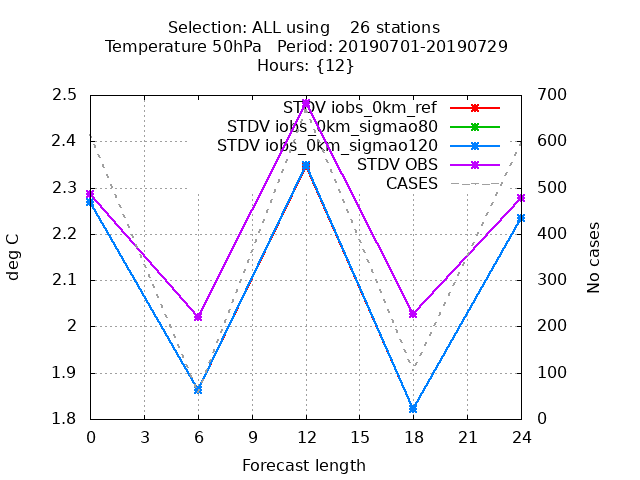 Selection: ALL using    26 stations
Temperature 50hPa   Period: 20190701-20190729
Hours: {12}
STDV iobs_0km_ref
STDV iobs_0km_sigmao80
STDV iobs_0km_sigmao120
STDV OBS
CASES
2.5
2.4
2.3
2.2
2.1
2
1.9
1.8
deg C
700
600
500
400
300
200
100
0
No cases
0 3 6 9 12 15 18 21 24
Forecast length